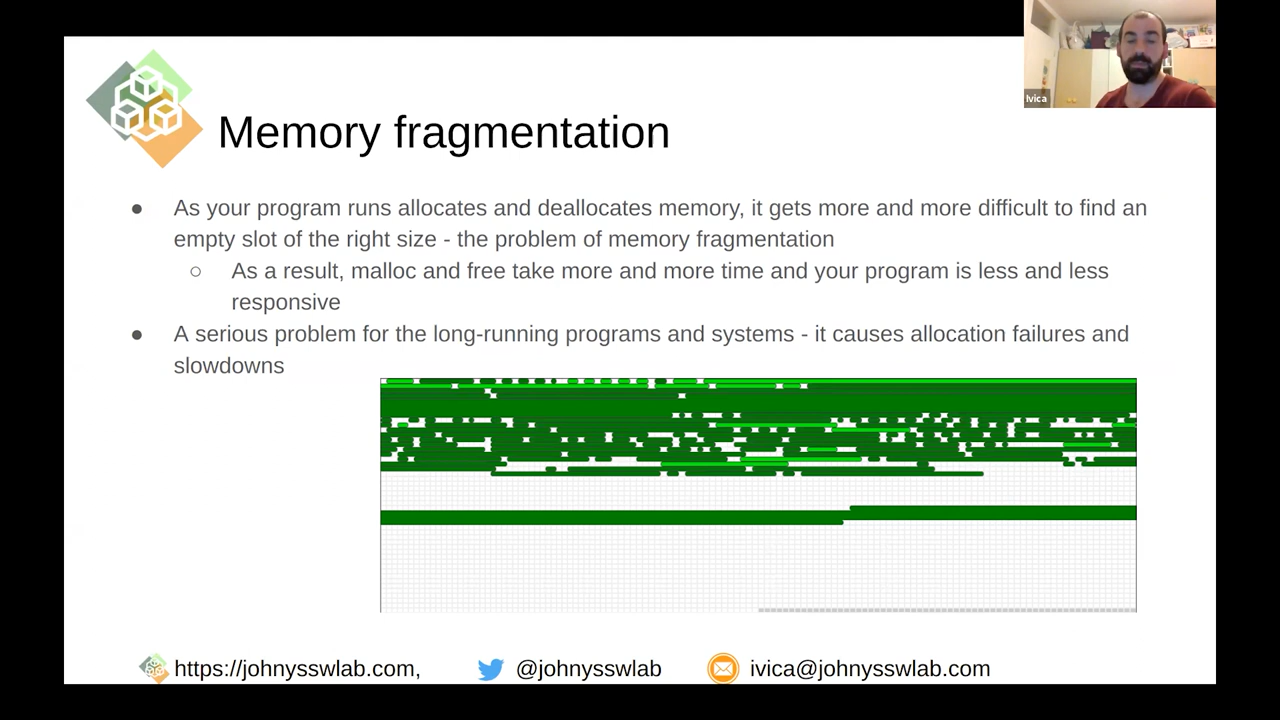 Ivica
Memory fragmentation
● As your program runs allocates and deallocates memory, it gets more and more difficult to find an
empty slot of the right size - the problem of memory fragmentation
○ As a result, malloc and free take more and more time and your program is less and less
responsive
● A serious problem for the long-running programs and systems - it causes allocation failures and
slowdowns
https://johnysswlab.com, @johnysswlab ivica@johnysswlab.com